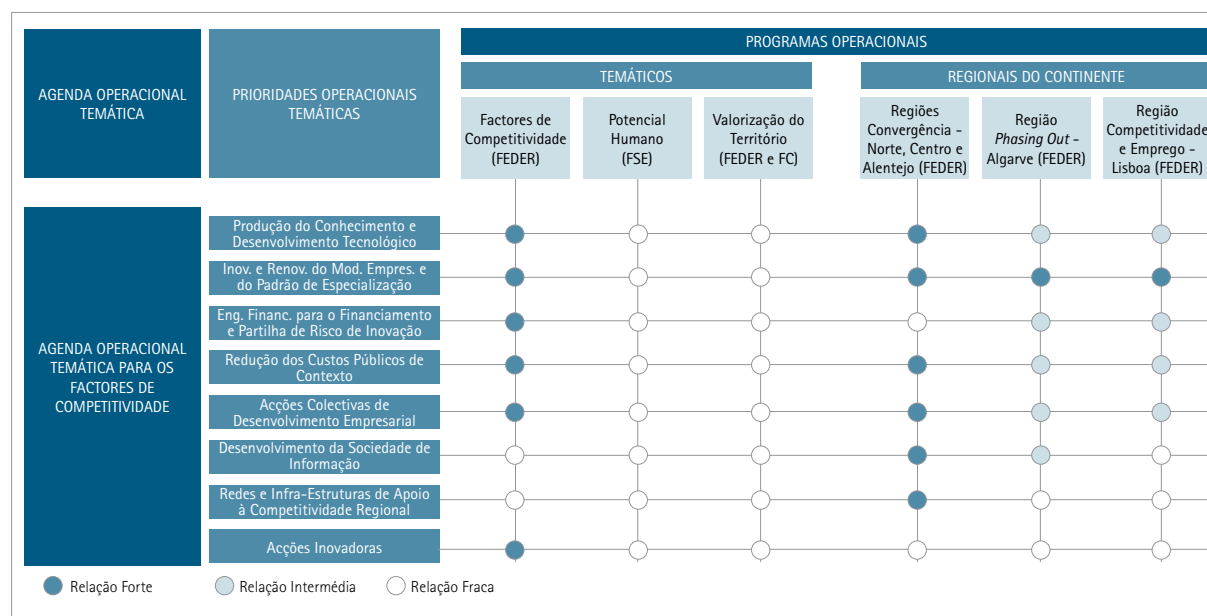 PROGRAMAS OPERACIONAIS
AGENDA OPERACIONAL
TEMÁTICA
PRIORIDADES OPERACIONAIS
TEMÁTICAS
TEMÁTICOS
REGIONAIS DO CONTINENTE
Factores de
Competitividade
(FEDER)
Potencial
Humano
(FSE)
Valorização do
Território
(FEDER e FC)
Regiões
Convergência -
Norte, Centro e
Alentejo (FEDER)
Região
Phasing Out -
Algarve (FEDER)
Região
Competitividade
e Emprego -
Lisboa (FEDER)
AGENDA OPERACIONAL
TEMÁTICA PARA OS
FACTORES DE
COMPETITIVIDADE
Produção do Conhecimento e
Desenvolvimento Tecnológico
Inov. e Renov. do Mod. Empres. e
do Padrão de Especialização
Eng. Financ. para o Financiamento
e Partilha de Risco de Inovação
Redução dos Custos Públicos de
Contexto
Acções Colectivas de
Desenvolvimento Empresarial
Desenvolvimento da Sociedade de
Informação
Redes e Infra-Estruturas de Apoio
à Competitividade Regional
Acções Inovadoras
Relação Forte
Relação Intermédia
Relação Fraca